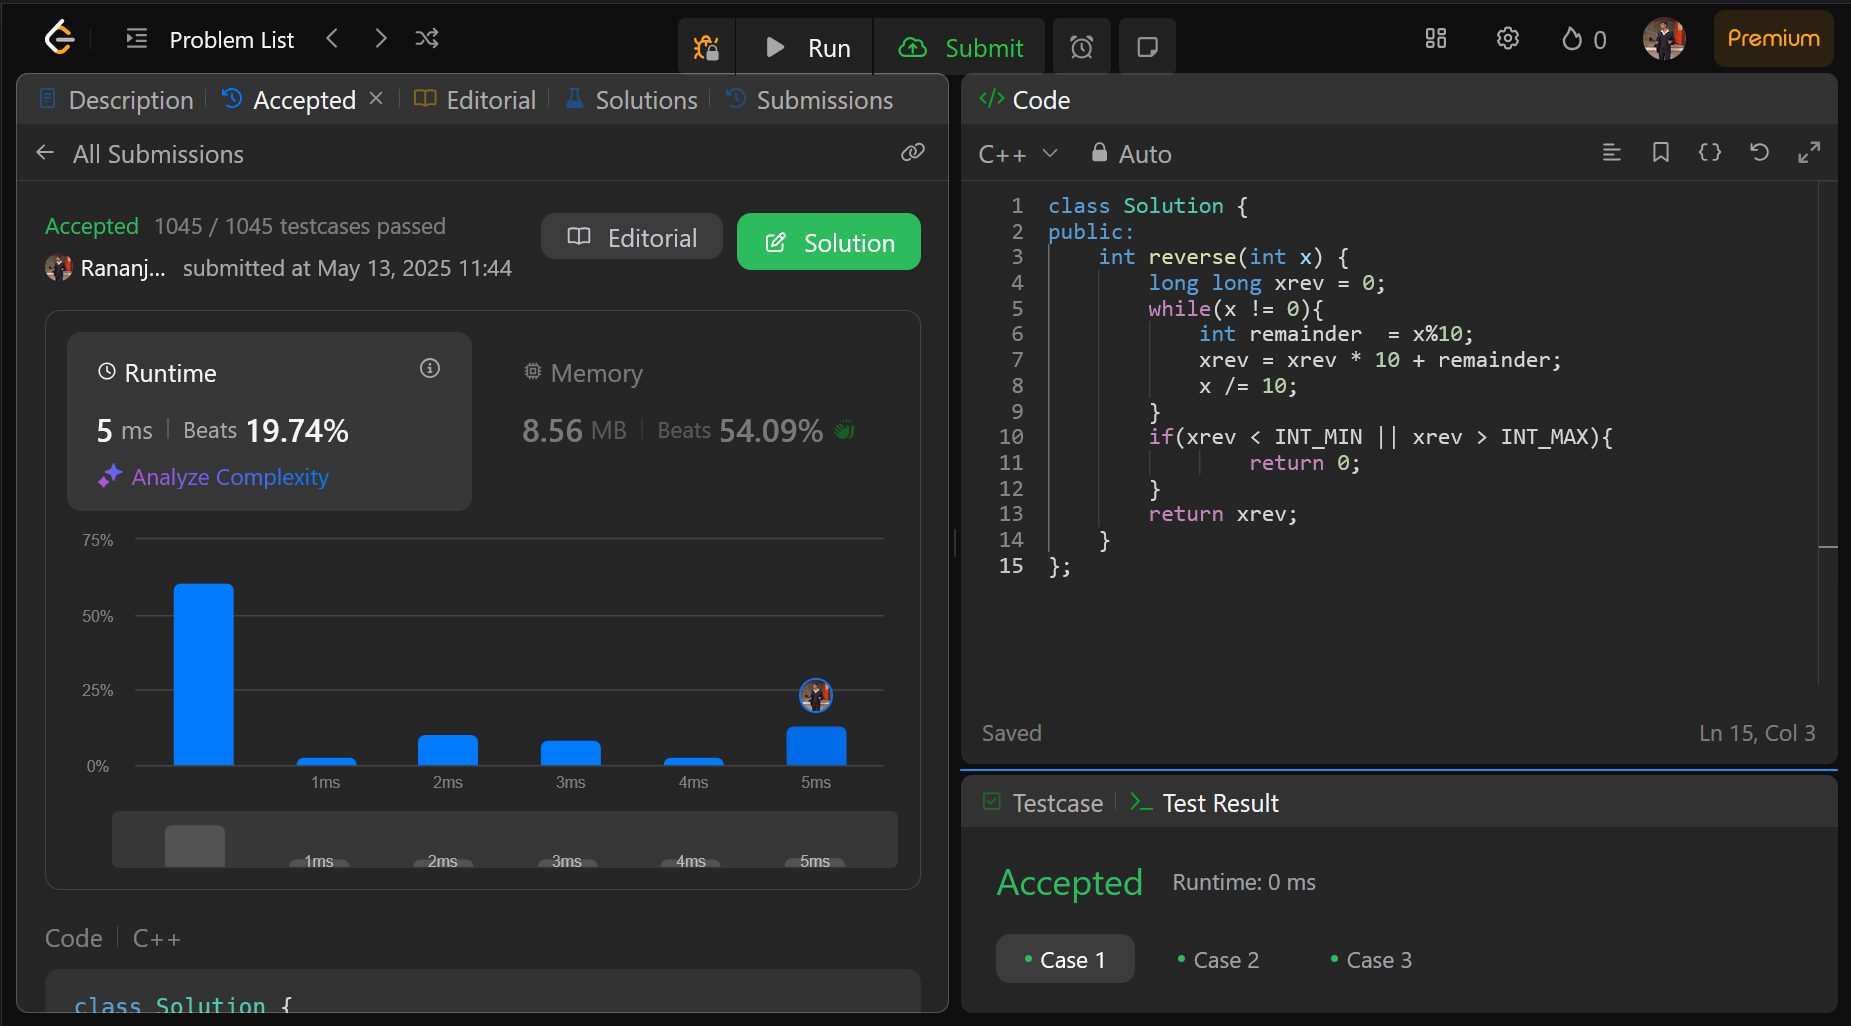 Problem List
Run
Submit
0
Premium
Description
Accepted
Editorial
Solutions
Submissions
All Submissions
Accepted 1045 / 1045 testcases passed
Rananj... submitted at May 13, 2025 11:44
Editorial
Solution
Runtime
5 ms | Beats 19.74%
Analyze Complexity
Memory
8.56 MB | Beats 54.09%
75%
50%
25%
0%
1ms 2ms 3ms 4ms 5ms
1ms 2ms 3ms 4ms 5ms
Code | C++
class Solution {
</> Code
C++ Auto
1 class Solution {
2 public:
3     int reverse(int x) {
4         long long xrev = 0;
5         while(x != 0){
6             int remainder  = x%10;
7             xrev = xrev * 10 + remainder;
8             x /= 10;
9         }
10         if(xrev < INT_MIN || xrev > INT_MAX){
11                 return 0;
12         }
13         return xrev;
14     }
15 };
Saved
Ln 15, Col 3
Testcase
>_ Test Result
Accepted Runtime: 0 ms
• Case 1 • Case 2 • Case 3